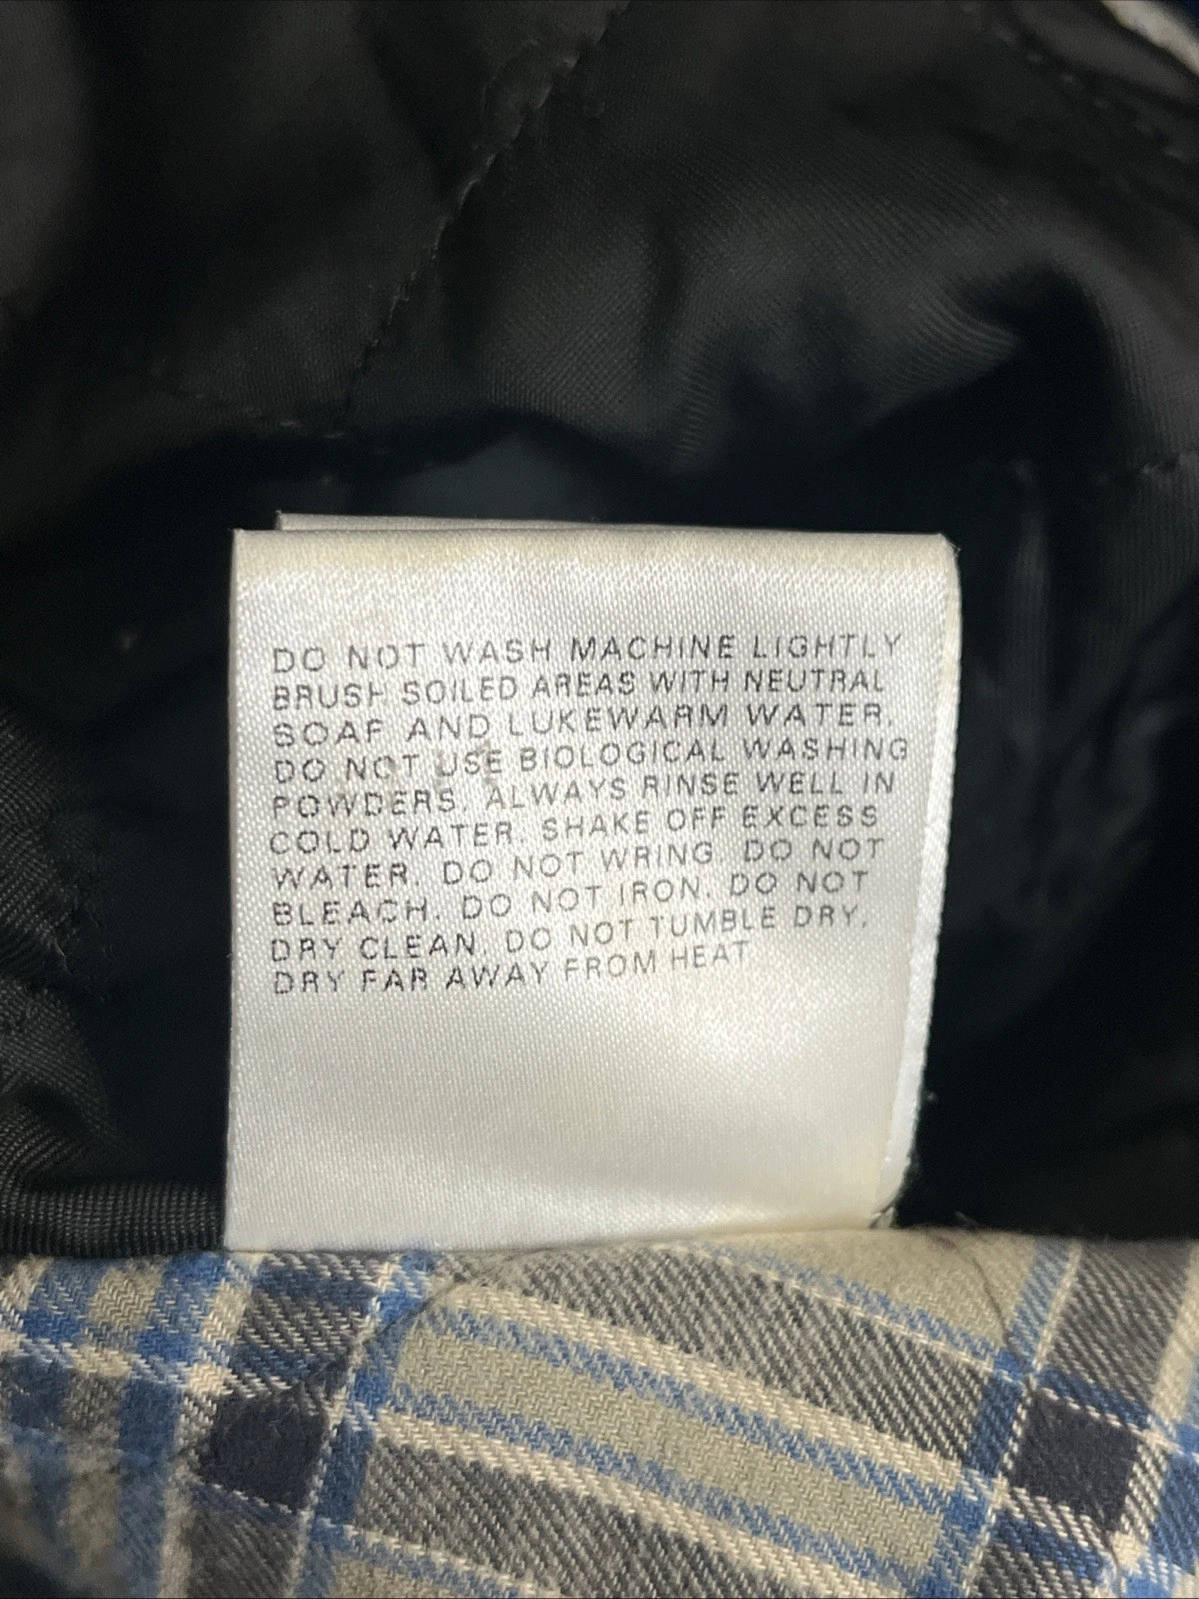 DO NOT WASH MACHINE LIGHTLY
BRUSH SOILED AREAS WITH NEUTRAL
SOAP AND LUKEWARM WATER.
DO NOT USE BIOLOGICAL WASHING
POWDERS. ALWAYS RINSE WELL IN
COLD WATER. SHAKE OFF EXCESS
WATER. DO NOT WRING. DO NOT
BLEACH. DO NOT IRON. DO NOT
DRY CLEAN. DO NOT TUMBLE DRY.
DRY FAR AWAY FROM HEAT